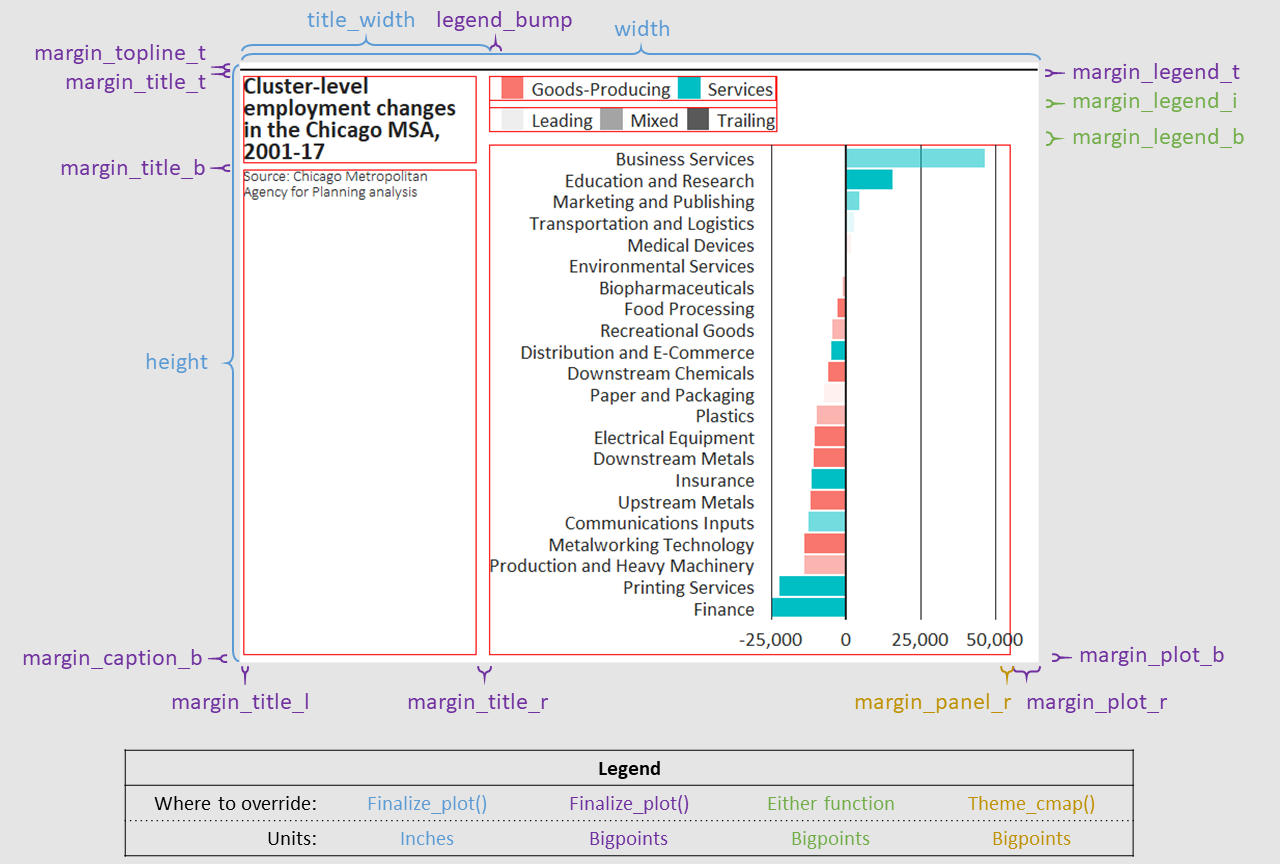 title_width
legend_bump
width
margin_topline_t
margin_title_t
margin_title_b
height
margin_caption_b
margin_title_l
margin_title_r
margin_legend_t
margin_legend_i
margin_legend_b
margin_plot_b
margin_panel_r
margin_plot_r
Cluster-level
employment changes
in the Chicago MSA,
2001-17
Source: Chicago Metropolitan
Agency for Planning analysis
Goods-Producing Services
Leading Mixed Trailing
Business Services
Education and Research
Marketing and Publishing
Transportation and Logistics
Medical Devices
Environmental Services
Biopharmaceuticals
Food Processing
Recreational Goods
Distribution and E-Commerce
Downstream Chemicals
Paper and Packaging
Plastics
Electrical Equipment
Downstream Metals
Insurance
Upstream Metals
Communications Inputs
Metalworking Technology
Production and Heavy Machinery
Printing Services
Finance
-25,000 0 25,000 50,000
Legend
Where to override: Finalize_plot() Finalize_plot() Either function Theme_cmap()
Units: Inches Bigpoints Bigpoints Bigpoints